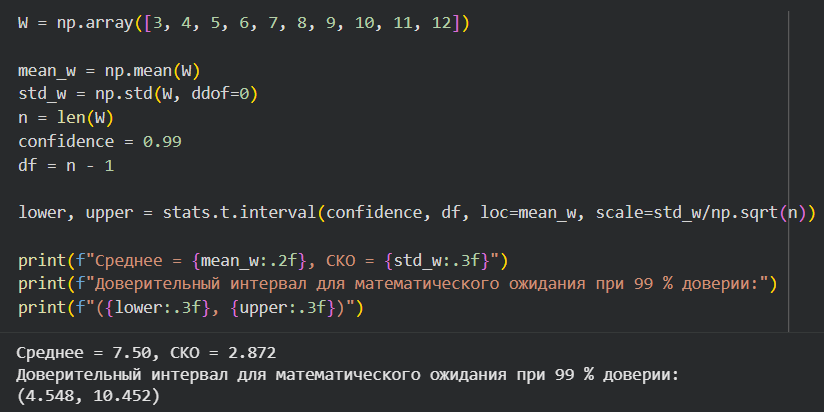 W = np.array([3, 4, 5, 6, 7, 8, 9, 10, 11, 12])
mean_w = np.mean(W)
std_w = np.std(W, ddof=0)
n = len(W)
confidence = 0.99
df = n - 1
lower, upper = stats.t.interval(confidence, df, loc=mean_w, scale=std_w/np.sqrt(n))
print(f"Среднее = {mean_w:.2f}, СКО = {std_w:.3f}")
print(f"Доверительный интервал для математического ожидания при 99 % доверии:")
print(f"({lower:.3f}, {upper:.3f})")
Среднее = 7.50, СКО = 2.872
Доверительный интервал для математического ожидания при 99 % доверии:
(4.548, 10.452)